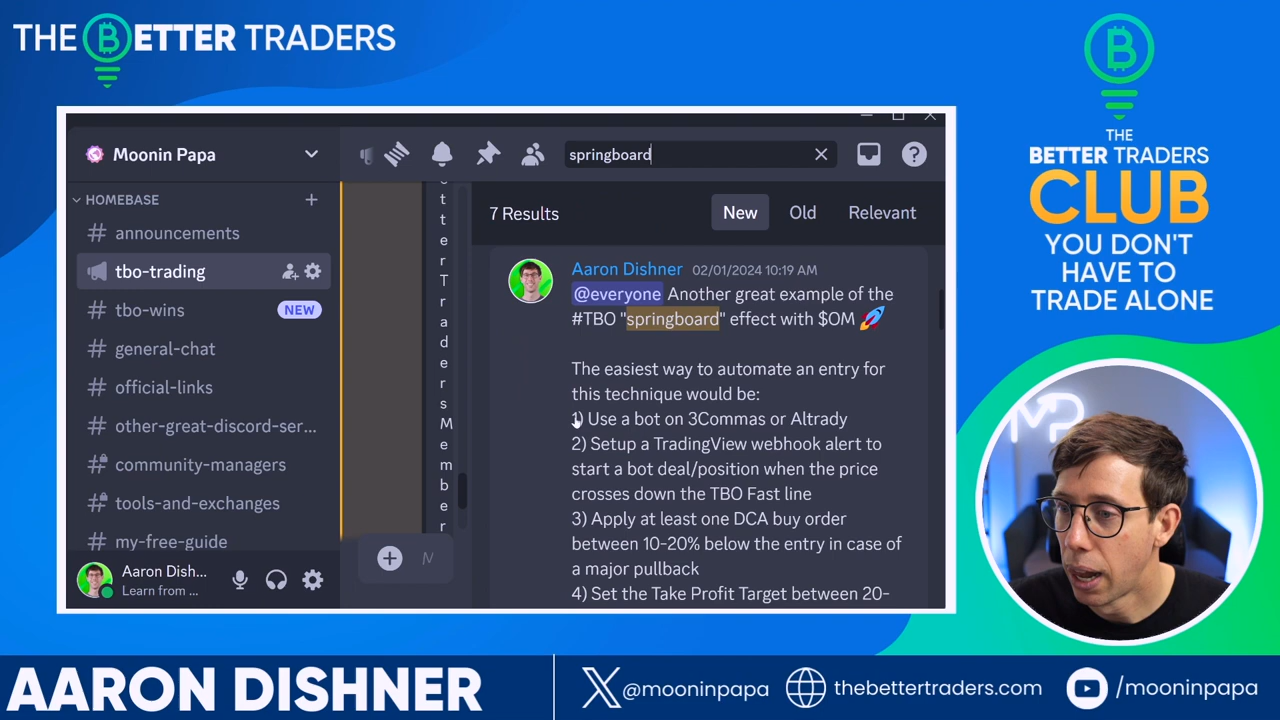 THE BETTER TRADERS
THE
BETTER TRADERS
CLUB
YOU DON'T
HAVE TO
TRADE ALONE
Moonin Papa
HOMEBASE
announcements
tbo-trading
tbo-wins NEW
general-chat
official-links
other-great-discord-ser...
community-managers
tools-and-exchanges
my-free-guide
Aaron Dish...
Learn from ...
etterTradersMember
springboard
7 Results New Old Relevant
Aaron Dishner 02/01/2024 10:19 AM
@everyone Another great example of the
#TBO "springboard" effect with $OM 🚀
The easiest way to automate an entry for
this technique would be:
1) Use a bot on 3Commas or Altrady
2) Setup a TradingView webhook alert to
start a bot deal/position when the price
crosses down the TBO Fast line
3) Apply at least one DCA buy order
between 10-20% below the entry in case of
a major pullback
4) Set the Take Profit Target between 20-
M
MP
AARON DISHNER
@mooninpapa
thebettertraders.com
/mooninpapa